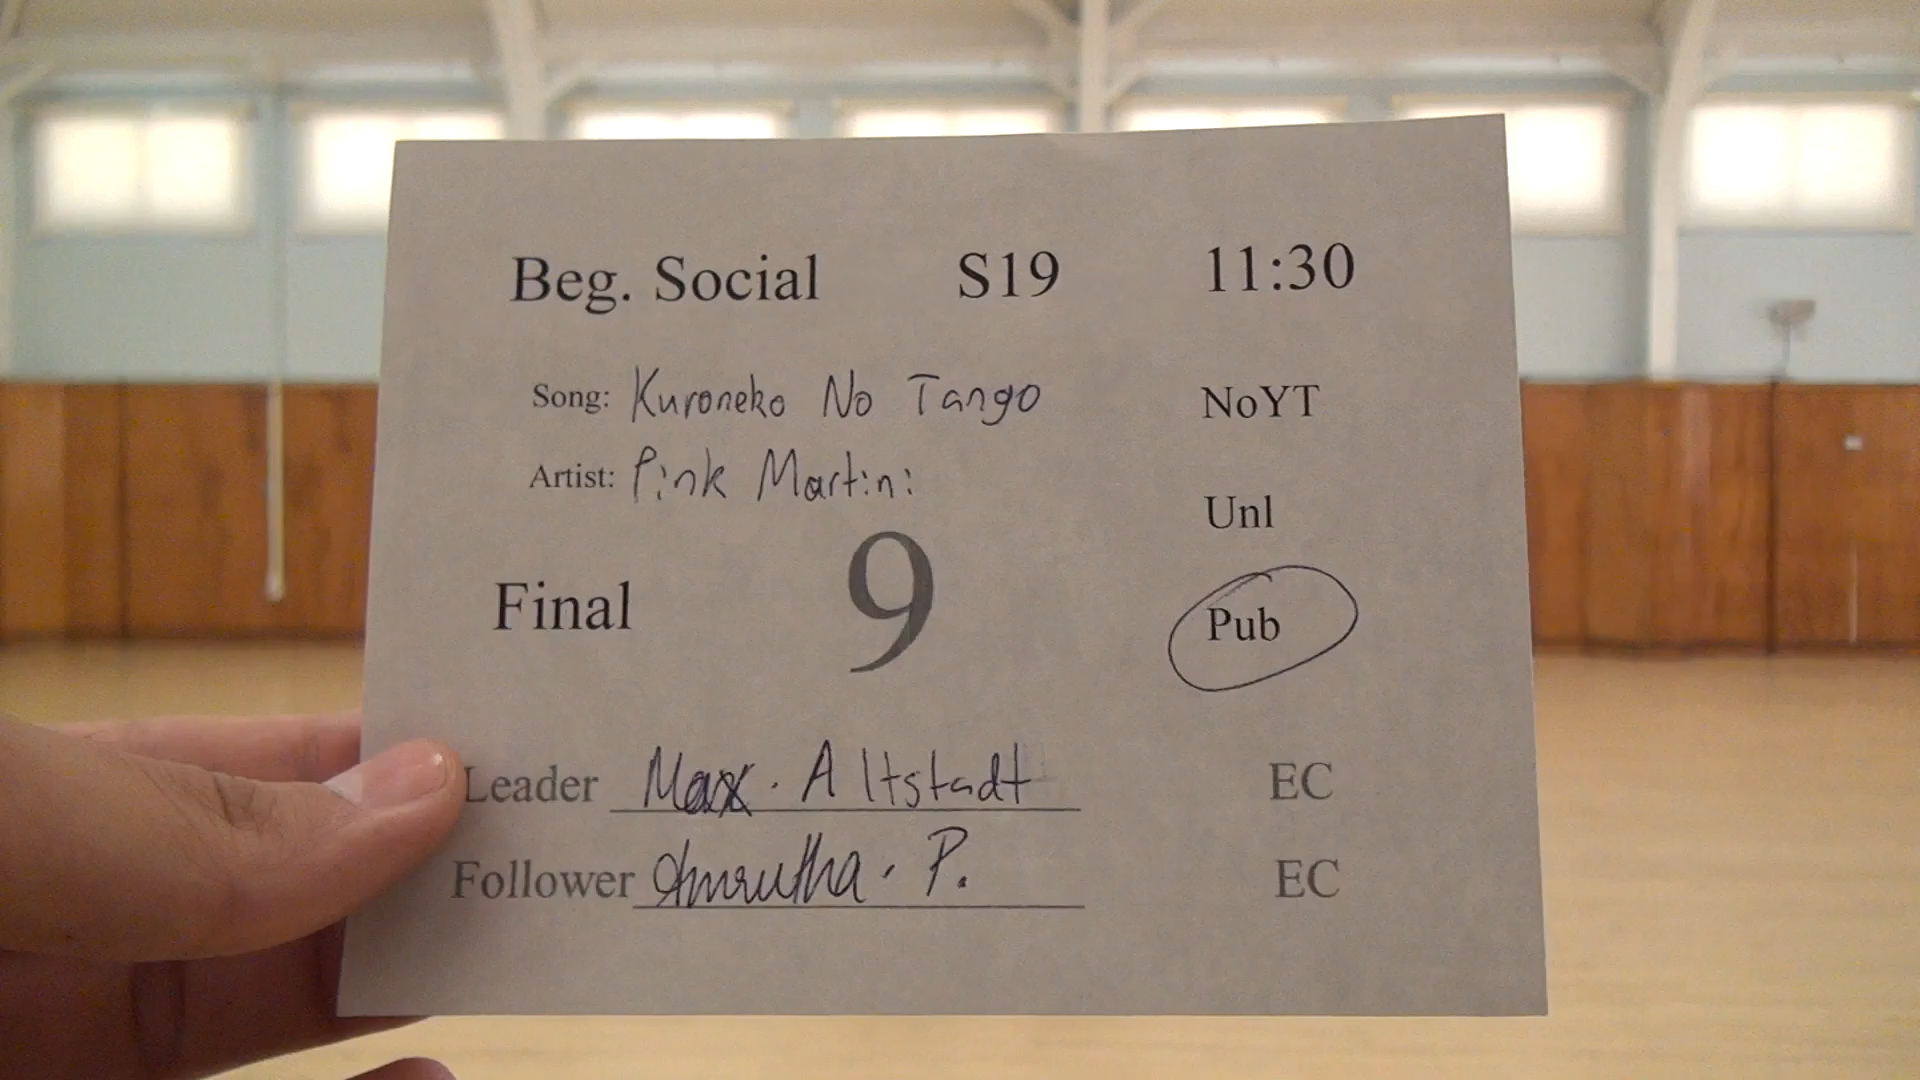 Beg. Social S19 11:30
Song: Kuroneko No Tango NoYT
Artist: Pink Martini
Unl
Final 9 Pub
Leader Max. Altstadt EC
Follower Amrutha. P. EC